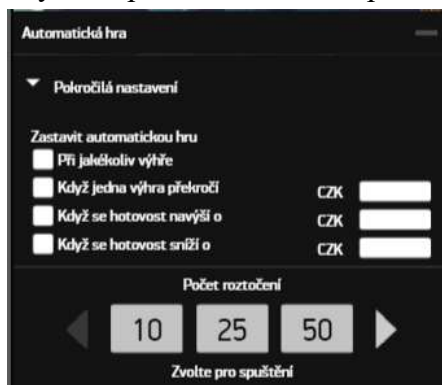 Automatická hra
Pokročilá nastavení
Zastavit automatickou hru
Při jakékoliv výhře
Když jedna výhra překročí CZK
Když se hotovost navýší o CZK
Když se hotovost sníží o CZK
Počet roztočení
10 25 50
Zvolte pro spuštění